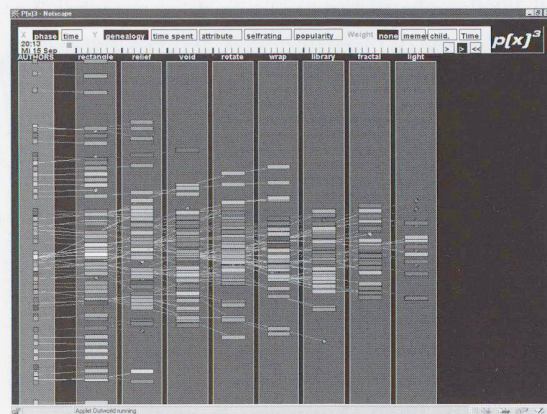 P[x]3 - Netscape
X phase time Y genealogy time spent attribute selfrating popularity Weight none meme child. Time
20:13
Mi 15 Sep
> |> <<
p[x]³
AUTHORS rectangle relief void rotate wrap library fractal light
Applet Outworld running